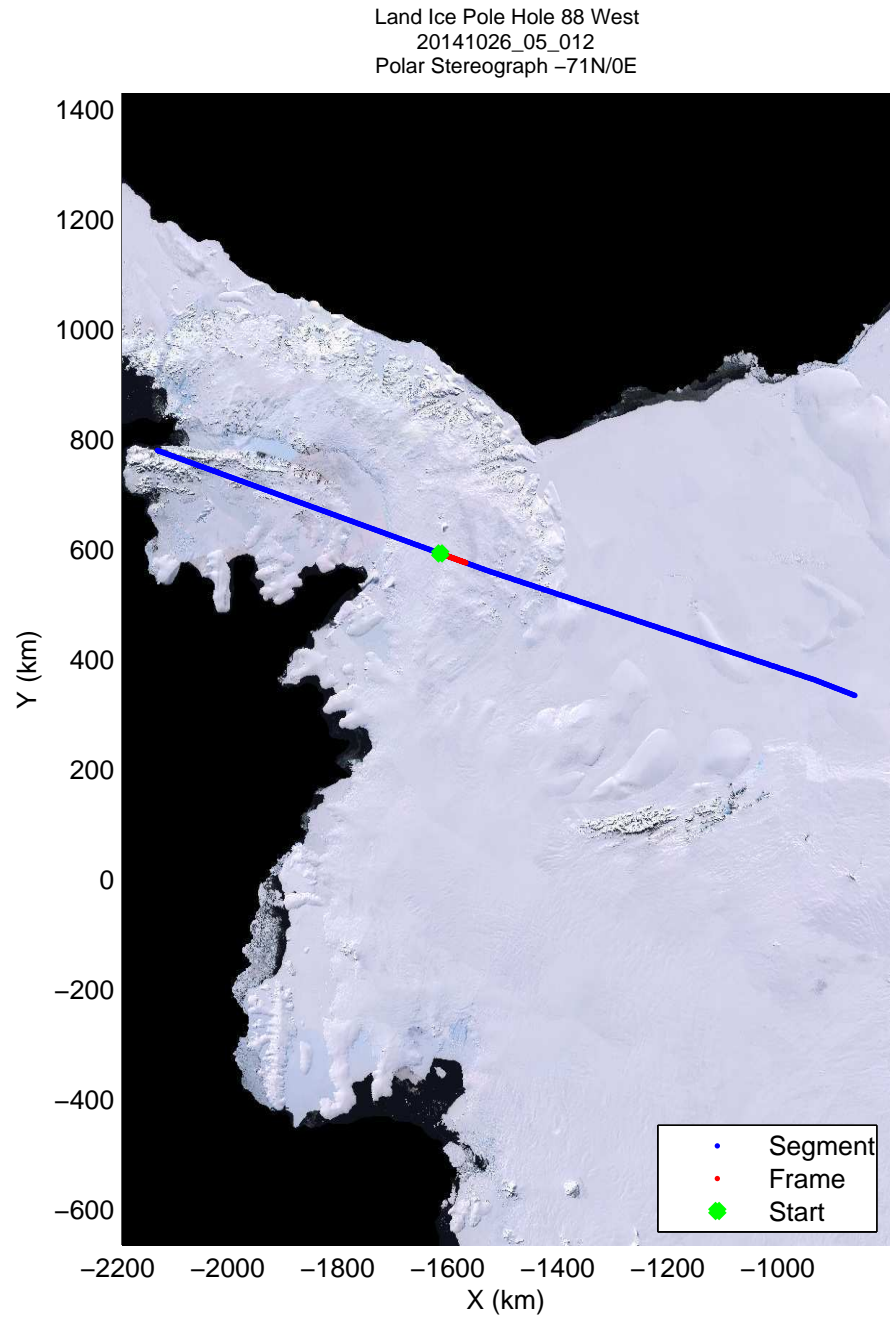 Land Ice Pole Hole 88 West
20141026_05_012
Polar Stereograph −71N/0E
1400
1200
1000
800
600
400
200
0
−200
−400
−600
Y (km)
Segment
Frame
Start
−2200 −2000 −1800 −1600 −1400 −1200 −1000
X (km)